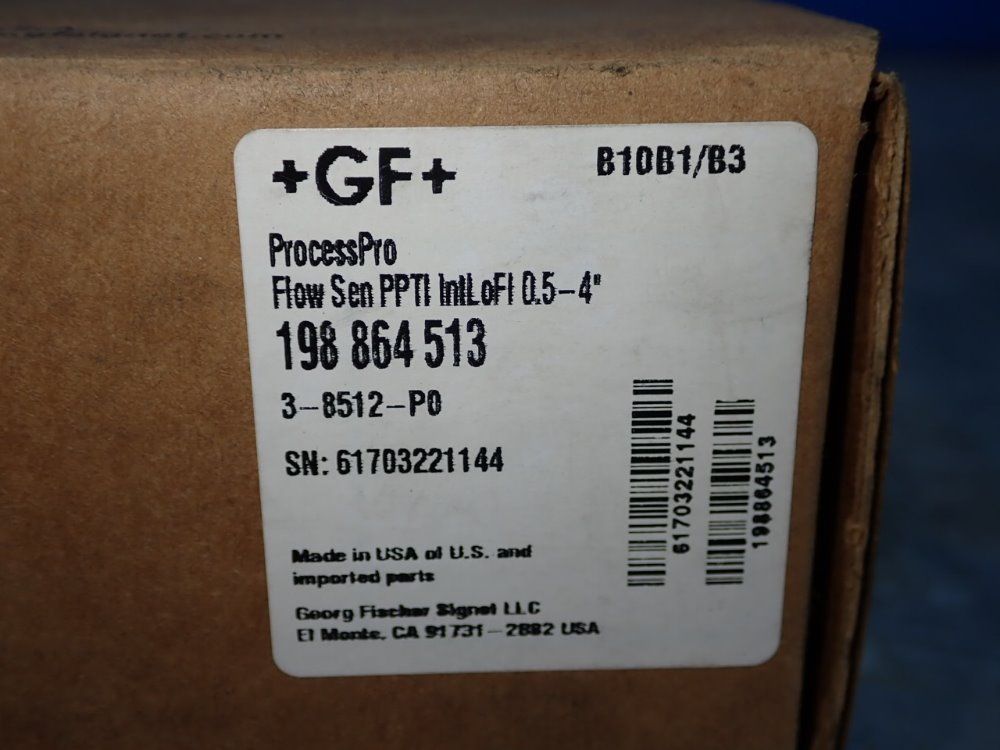 +GF+
B10B1/B3
ProcessPro
Flow Sen PPTI IntLoFl 0.5-4"
198 864 513
3-8512-P0
SN: 61703221144
Made in USA of U.S. and
imported parts
Georg Fischer Signet LLC
El Monte, CA 91731-2882 USA
61703221144
198864513